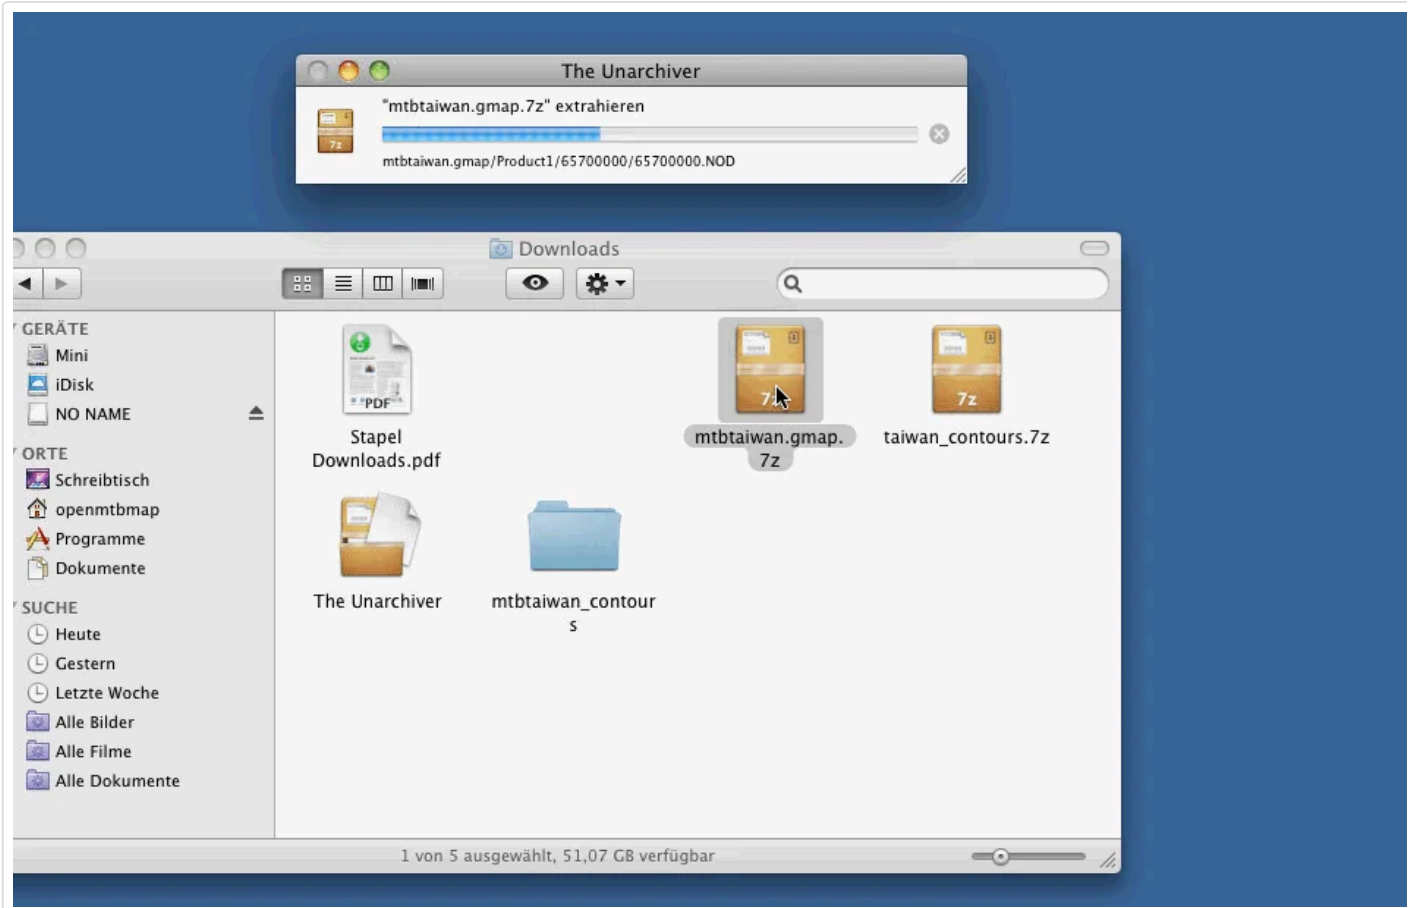 The Unarchiver
"mtbtaiwan.gmap.7z" extrahieren
7z
mtbtaiwan.gmap/Product1/65700000/65700000.NOD
Downloads
GERÄTE
Mini
iDisk
NO NAME
ORTE
Schreibtisch
openmtbmap
Programme
Dokumente
SUCHE
Heute
Gestern
Letzte Woche
Alle Bilder
Alle Filme
Alle Dokumente
PDF
Stapel
Downloads.pdf
7z
mtbtaiwan.gmap.
7z
7z
taiwan_contours.7z
The Unarchiver
mtbtaiwan_contour
s
1 von 5 ausgewählt, 51,07 GB verfügbar